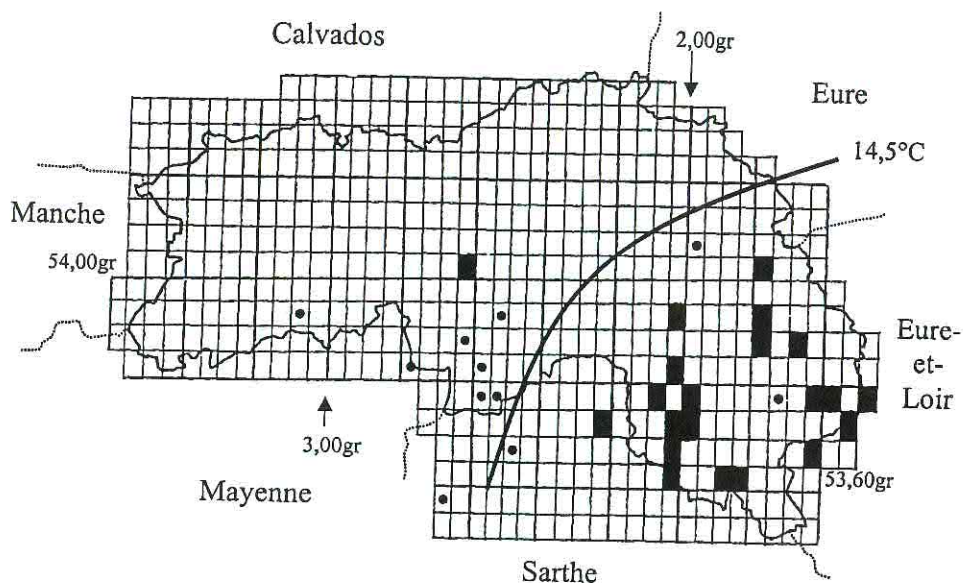 Calvados
2,00gr
Eure
14,5°C
Manche
54,00gr
Eure-
et-
Loir
3,00gr
53,60gr
Mayenne
Sarthe